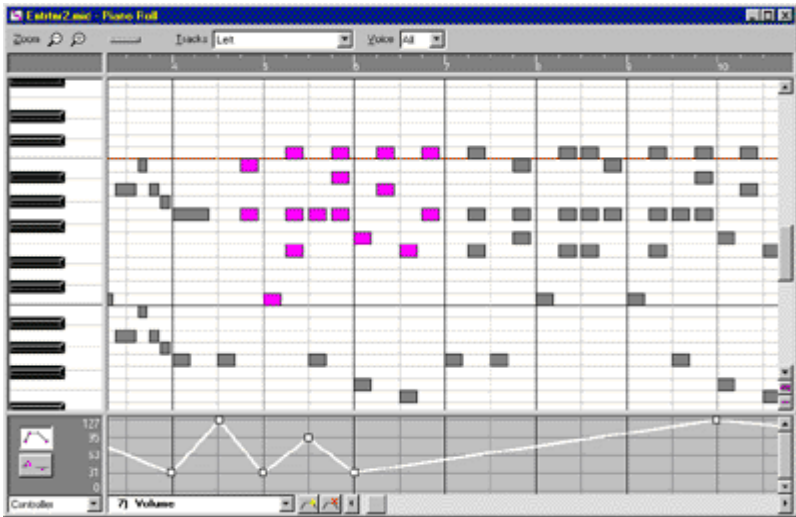 Entitnr2.mid - Piano Roll
Zoom Tracks Left Voice All
4 5 6 7 8 9 10
127
95
63
31
0
Controller 7) Volume